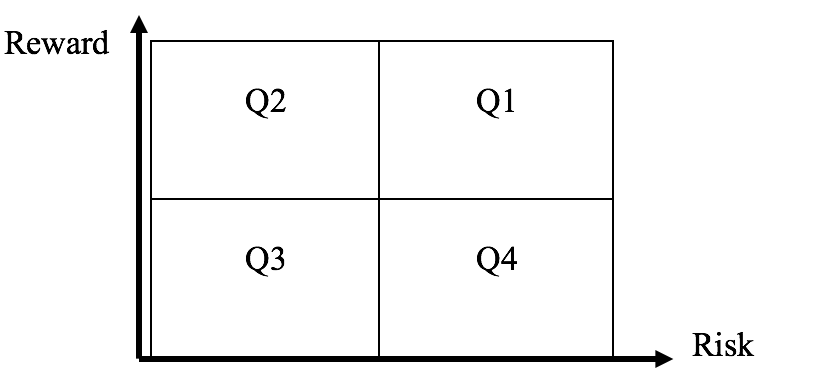 Reward
Q2 Q1
Q3 Q4
Risk